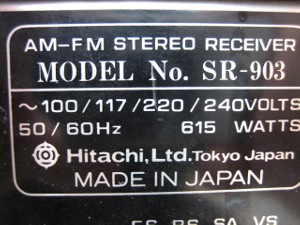 AM-FM STEREO RECEIVER
MODEL No. SR-903
~100/117/220/240VOLTS
50/60Hz 615 WATTS
Hitachi, Ltd. Tokyo Japan
MADE IN JAPAN